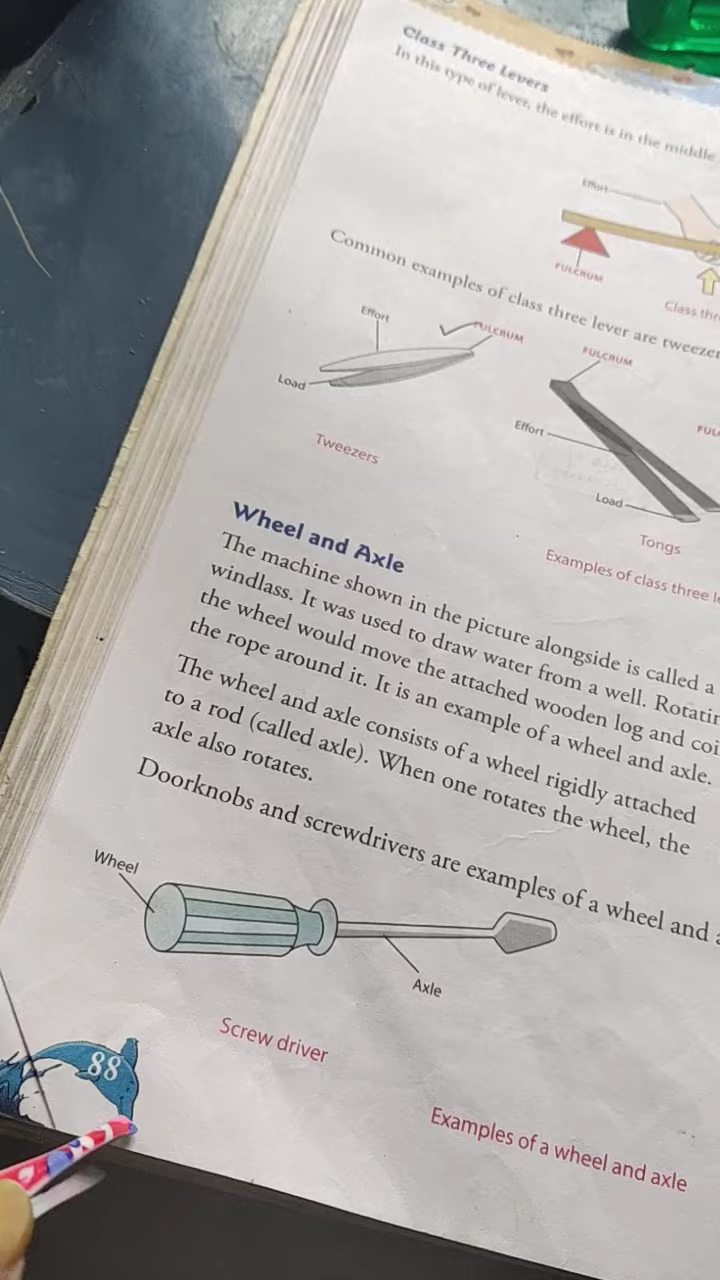 Class Three Levers
In this type of lever, the effort is in the middle
Effort
FULCRUM
Class thr
Common examples of class three lever are tweezer
Effort
FULCRUM
Load
Tweezers
FULCRUM
Effort
Load
Tongs
FUL
Examples of class three le
Wheel and Axle
The machine shown in the picture alongside is called a
windlass. It was used to draw water from a well. Rotatin
the wheel would move the attached wooden log and coi
the rope around it. It is an example of a wheel and axle.
The wheel and axle consists of a wheel rigidly attached
to a rod (called axle). When one rotates the wheel, the
axle also rotates.
Doorknobs and screwdrivers are examples of a wheel and a
Wheel
Axle
Screw driver
88
Examples of a wheel and axle